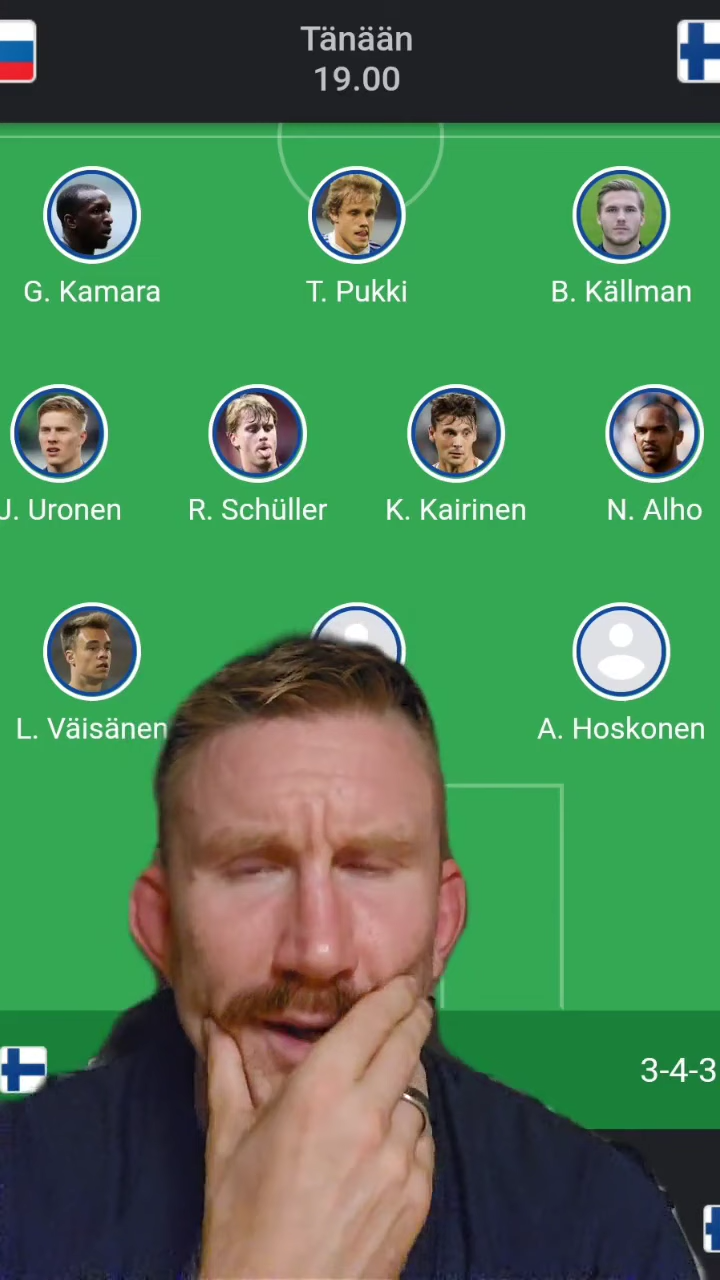 Tänään
19.00
G. Kamara T. Pukki B. Källman
J. Uronen R. Schüller K. Kairinen N. Alho
L. Väisänen A. Hoskonen
3-4-3